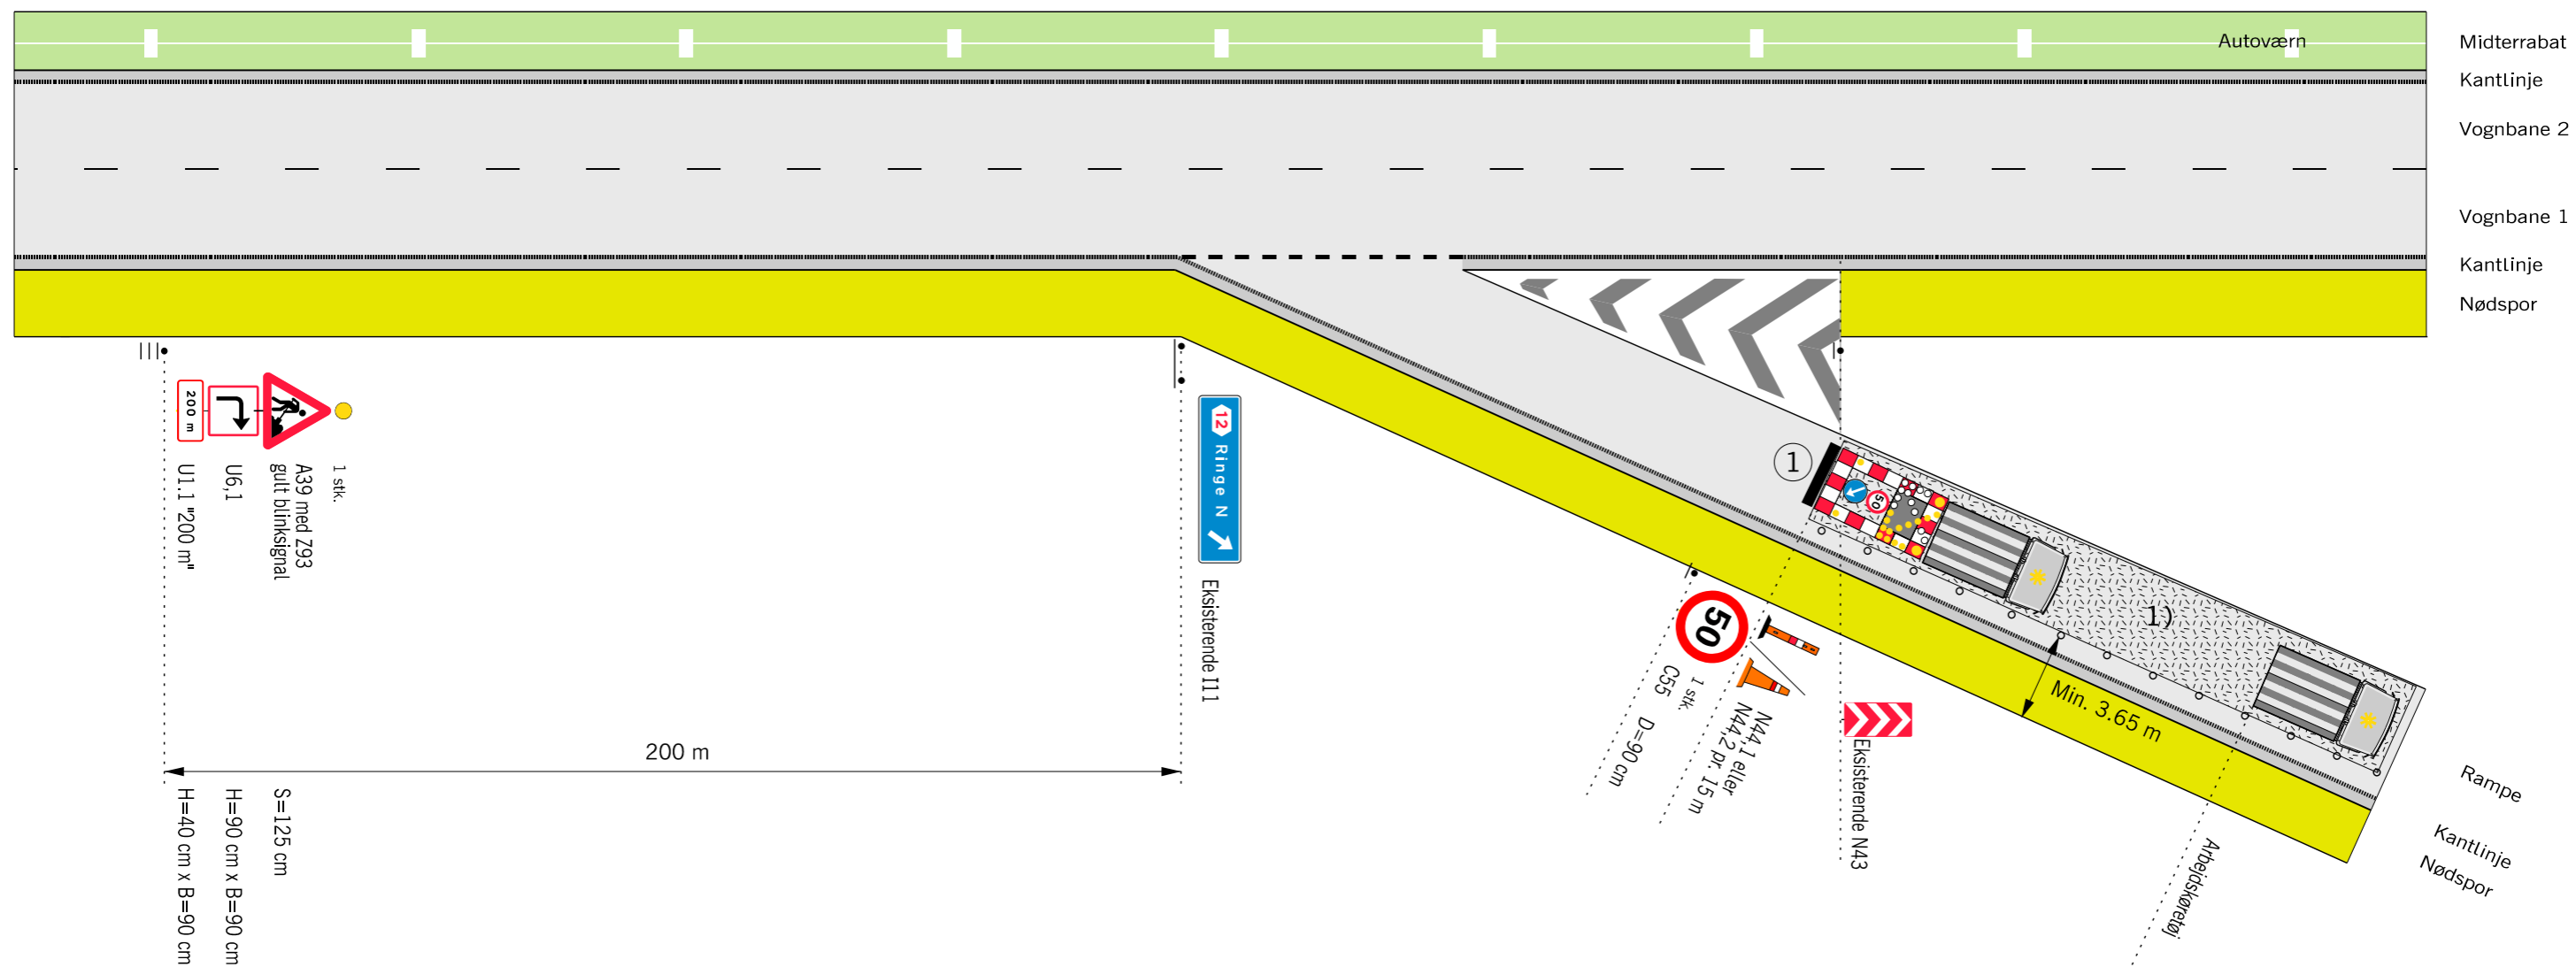 Autoværn
Midterrabat
Kantlinje
Vognbane 2
Vognbane 1
Kantlinje
Nødspor
200 m
U1.1 "200 m"
U6,1
A39 med Z93
gult blinksignal
1 stk.
H=40 cm x B=90 cm
H=90 cm x B=90 cm
S=125 cm
200 m
12 Ringe N
Eksisterende I11
50
1 stk.
C55 D=90 cm
N44,1 eller
N44,2 pr. 15 m
Eksisterende N43
1
50
1)
Min. 3.65 m
Arbejdskøretøj
Rampe
Kantlinje
Nødspor